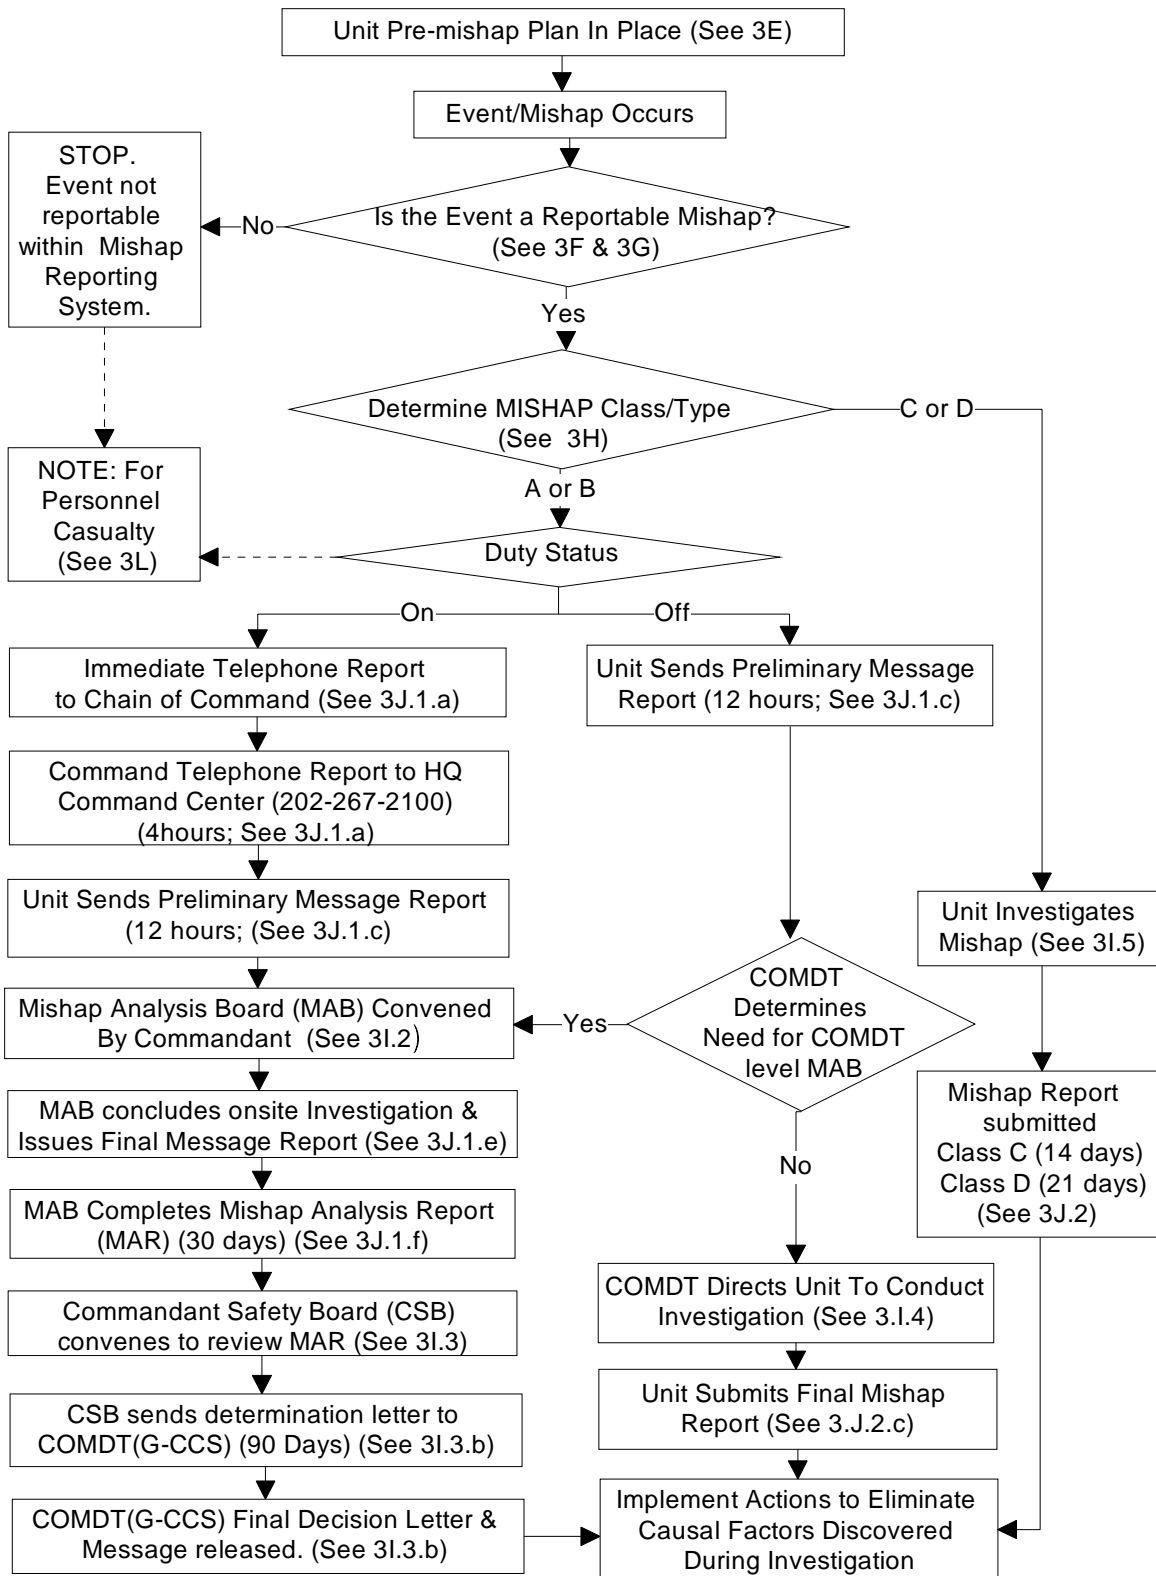 Unit Pre-mishap Plan In Place (See 3E)
Event/Mishap Occurs
STOP.
Event not
reportable
within Mishap
Reporting
System.
No
Is the Event a Reportable Mishap?
(See 3F & 3G)
Yes
Determine MISHAP Class/Type
(See 3H)
C or D
A or B
NOTE: For
Personnel
Casualty
(See 3L)
Duty Status
On
Off
Immediate Telephone Report
to Chain of Command (See 3J.1.a)
Unit Sends Preliminary Message
Report (12 hours; See 3J.1.c)
Command Telephone Report to HQ
Command Center (202-267-2100)
(4hours; See 3J.1.a)
Unit Sends Preliminary Message Report
(12 hours; (See 3J.1.c)
Unit Investigates
Mishap (See 3I.5)
Mishap Analysis Board (MAB) Convened
By Commandant (See 3I.2)
Yes
COMDT
Determines
Need for COMDT
level MAB
No
MAB concludes onsite Investigation &
Issues Final Message Report (See 3J.1.e)
Mishap Report
submitted
Class C (14 days)
Class D (21 days)
(See 3J.2)
MAB Completes Mishap Analysis Report
(MAR) (30 days) (See 3J.1.f)
Commandant Safety Board (CSB)
convenes to review MAR (See 3I.3)
COMDT Directs Unit To Conduct
Investigation (See 3.I.4)
CSB sends determination letter to
COMDT(G-CCS) (90 Days) (See 3I.3.b)
Unit Submits Final Mishap
Report (See 3.J.2.c)
COMDT(G-CCS) Final Decision Letter &
Message released. (See 3I.3.b)
Implement Actions to Eliminate
Causal Factors Discovered
During Investigation